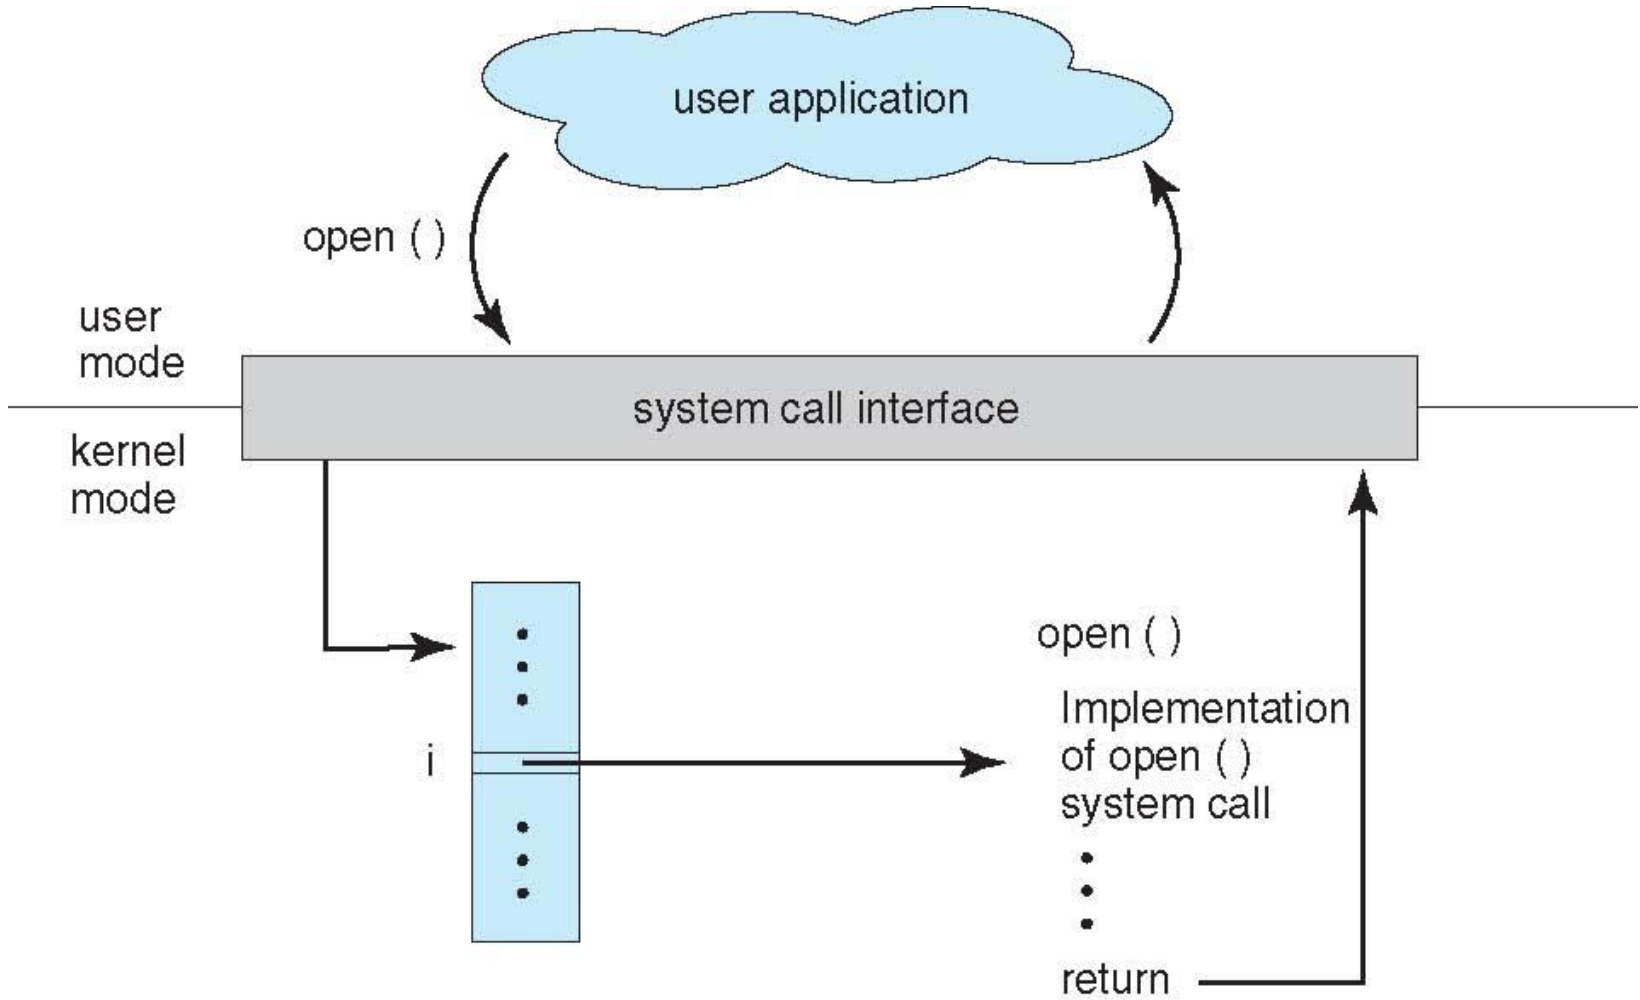 user application
open ( )
user
mode
system call interface
kernel
mode
open ( )
i
Implementation
of open ( )
system call
return